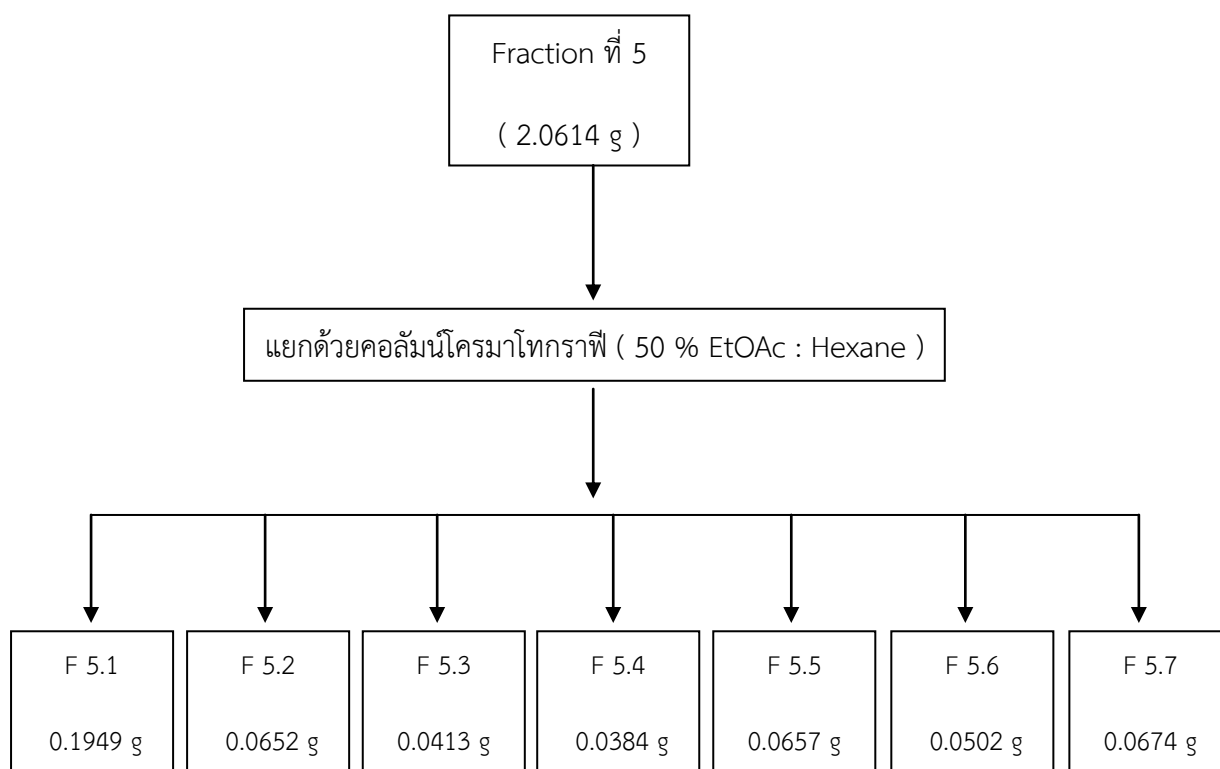 Fraction ที่ 5
( 2.0614 g )
แยกด้วยคอลัมน์โครมาโทกราฟี ( 50 % EtOAc : Hexane )
F 5.1
0.1949 g
F 5.2
0.0652 g
F 5.3
0.0413 g
F 5.4
0.0384 g
F 5.5
0.0657 g
F 5.6
0.0502 g
F 5.7
0.0674 g